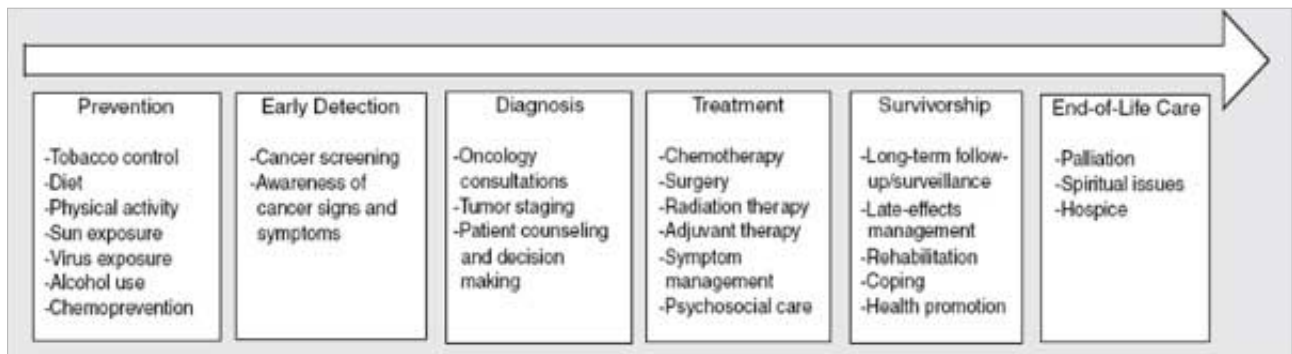 Prevention
-Tobacco control
-Diet
-Physical activity
-Sun exposure
-Virus exposure
-Alcohol use
-Chemoprevention
Early Detection
-Cancer screening
-Awareness of
cancer signs and
symptoms
Diagnosis
-Oncology
consultations
-Tumor staging
-Patient counseling
and decision
making
Treatment
-Chemotherapy
-Surgery
-Radiation therapy
-Adjuvant therapy
-Symptom
management
-Psychosocial care
Survivorship
-Long-term follow-
up/surveillance
-Late-effects
management
-Rehabilitation
-Coping
-Health promotion
End-of-Life Care
-Palliation
-Spiritual issues
-Hospice